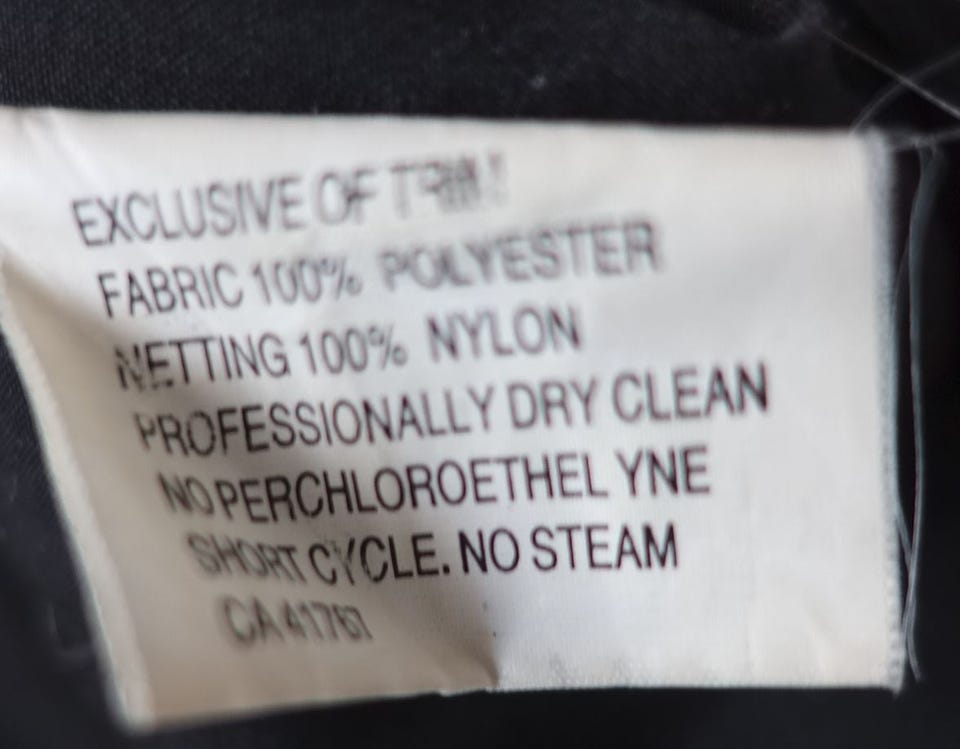 EXCLUSIVE OF TRIM
FABRIC 100% POLYESTER
NETTING 100% NYLON
PROFESSIONALLY DRY CLEAN
NO PERCHLOROETHEL YNE
SHORT CYCLE. NO STEAM
CA 41767